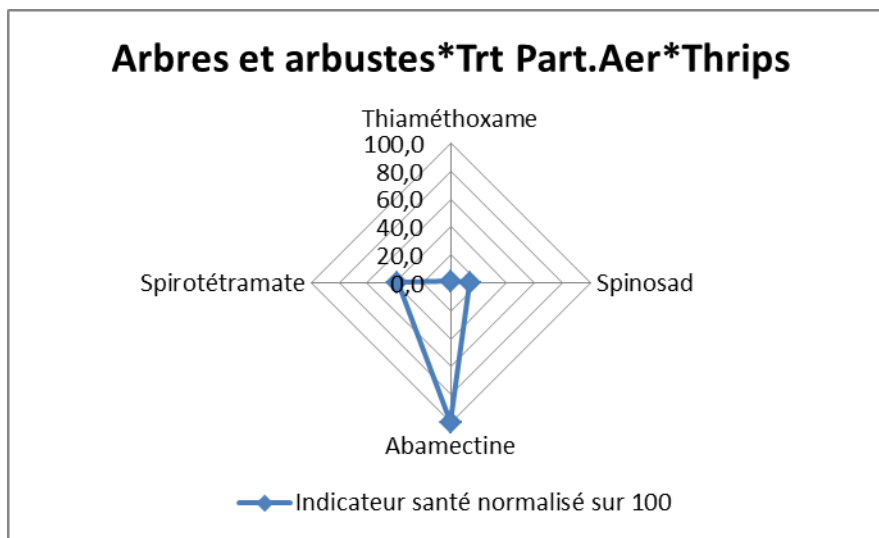 Arbres et arbustes*Trt Part.Aer*Thrips
Thiaméthoxame
100,0
80,0
60,0
40,0
20,0
0,0
Spirotétramate
Spinosad
Abamectine
Indicateur santé normalisé sur 100